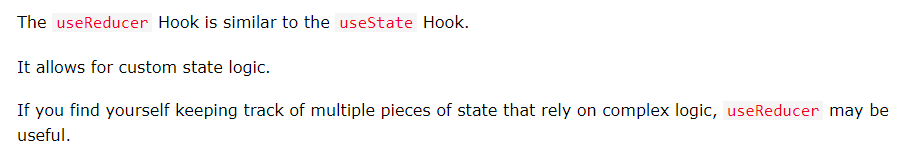 The useReducer Hook is similar to the useState Hook.
It allows for custom state logic.
If you find yourself keeping track of multiple pieces of state that rely on complex logic, useReducer may be
useful.